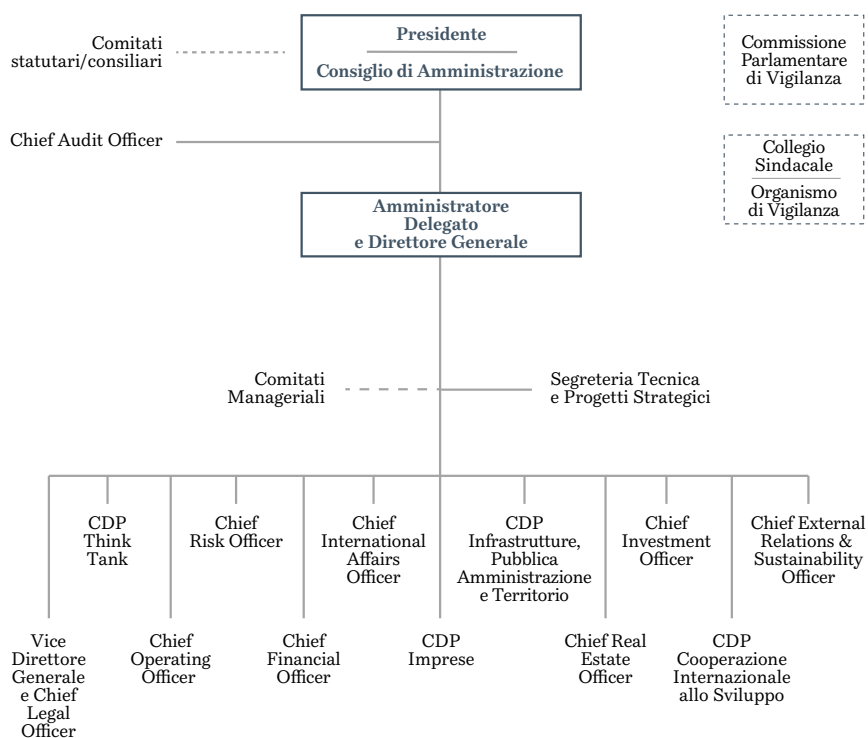 Comitati
statutari/consiliari
Presidente
Consiglio di Amministrazione
Commissione
Parlamentare
di Vigilanza
Chief Audit Officer
Collegio
Sindacale
Organismo
di Vigilanza
Amministratore
Delegato
e Direttore Generale
Comitati
Manageriali
Segreteria Tecnica
e Progetti Strategici
CDP
Think
Tank
Chief
Risk Officer
Chief
International
Affairs
Officer
CDP
Infrastrutture,
Pubblica
Amministrazione
e Territorio
Chief
Investment
Officer
Chief External
Relations &
Sustainability
Officer
Vice
Direttore
Generale
e Chief
Legal
Officer
Chief
Operating
Officer
Chief
Financial
Officer
CDP
Imprese
Chief Real
Estate
Officer
CDP
Cooperazione
Internazionale
allo Sviluppo